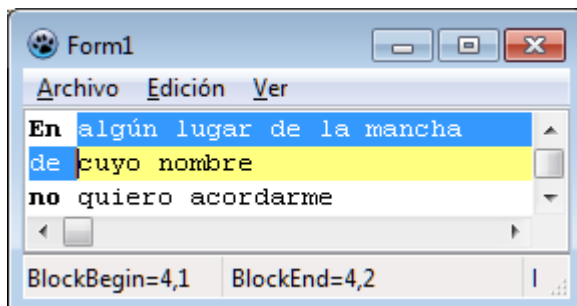 Form1
Archivo Edición Ver
En algún lugar de la mancha
de cuyo nombre
no quiero acordarme
BlockBegin=4,1 BlockEnd=4,2 I